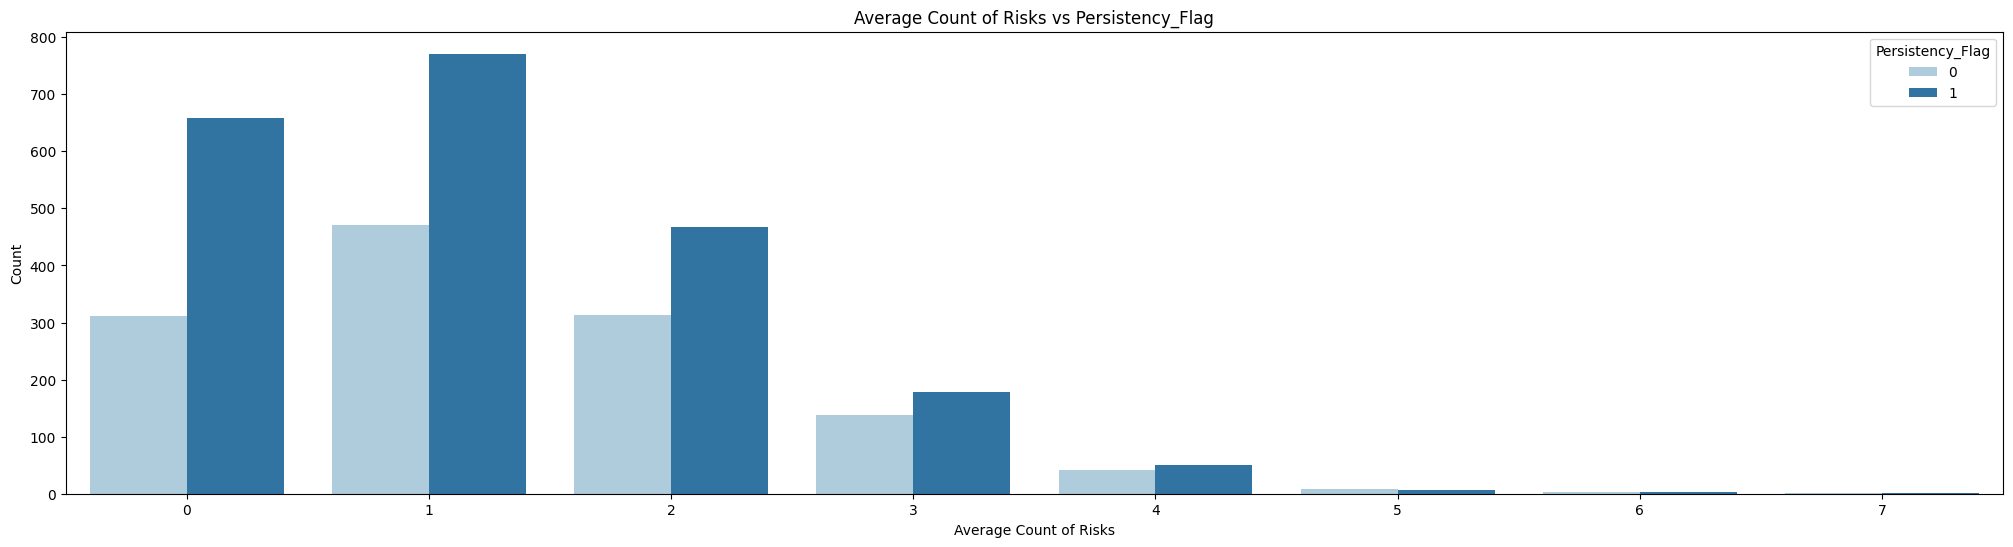 Average Count of Risks vs Persistency_Flag
Persistency_Flag
0
1
Count
800
700
600
500
400
300
200
100
0
0 1 2 3 4 5 6 7
Average Count of Risks